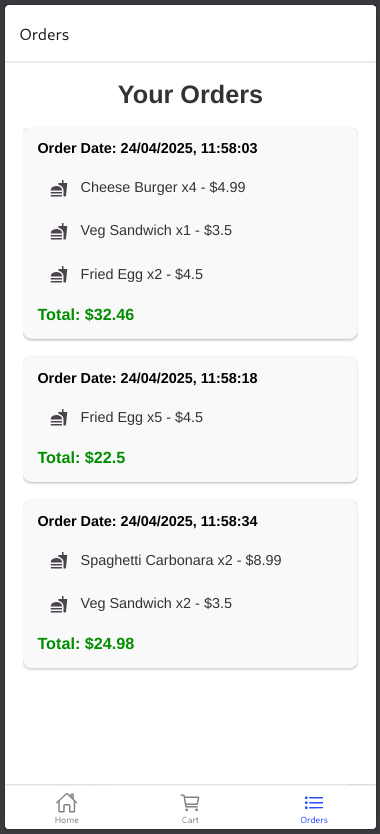 Orders
Your Orders
Order Date: 24/04/2025, 11:58:03
Cheese Burger x4 - $4.99
Veg Sandwich x1 - $3.5
Fried Egg x2 - $4.5
Total: $32.46
Order Date: 24/04/2025, 11:58:18
Fried Egg x5 - $4.5
Total: $22.5
Order Date: 24/04/2025, 11:58:34
Spaghetti Carbonara x2 - $8.99
Veg Sandwich x2 - $3.5
Total: $24.98
Home
Cart
Orders